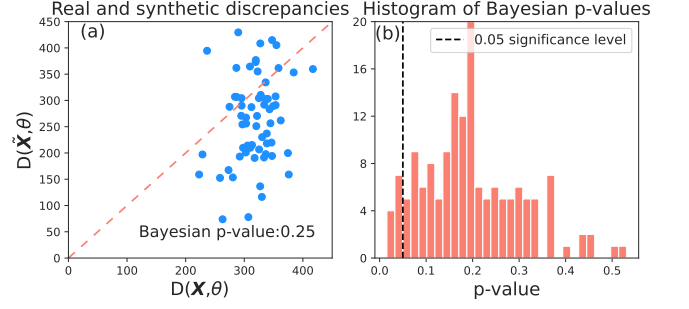 Real and synthetic discrepancies
(a)
450
400
350
300
250
200
150
100
50
0
D(X̃,θ)
Bayesian p-value:0.25
0 100 200 300 400
D(X,θ)
Histogram of Bayesian p-values
(b)
20
16
12
8
4
0
0.05 significance level
0.0 0.1 0.2 0.3 0.4 0.5
p-value